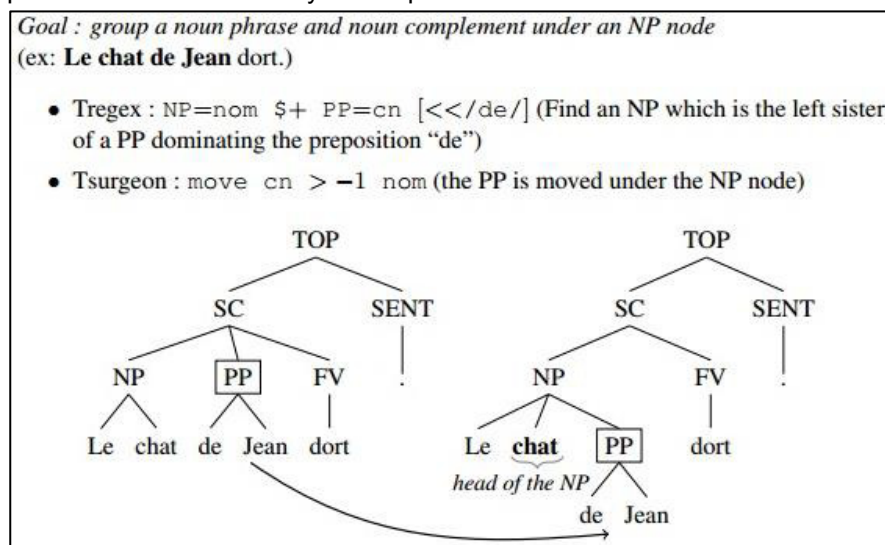 Goal : group a noun phrase and noun complement under an NP node
(ex: Le chat de Jean dort.)
• Tregex : NP=nom $+ PP=cn [<</de/] (Find an NP which is the left sister
of a PP dominating the preposition “de”)
• Tsurgeon : move cn > −1 nom (the PP is moved under the NP node)
TOP
SC SENT
NP PP FV .
Le chat de Jean dort
TOP
SC SENT
NP FV .
Le chat PP dort
head of the NP
de Jean